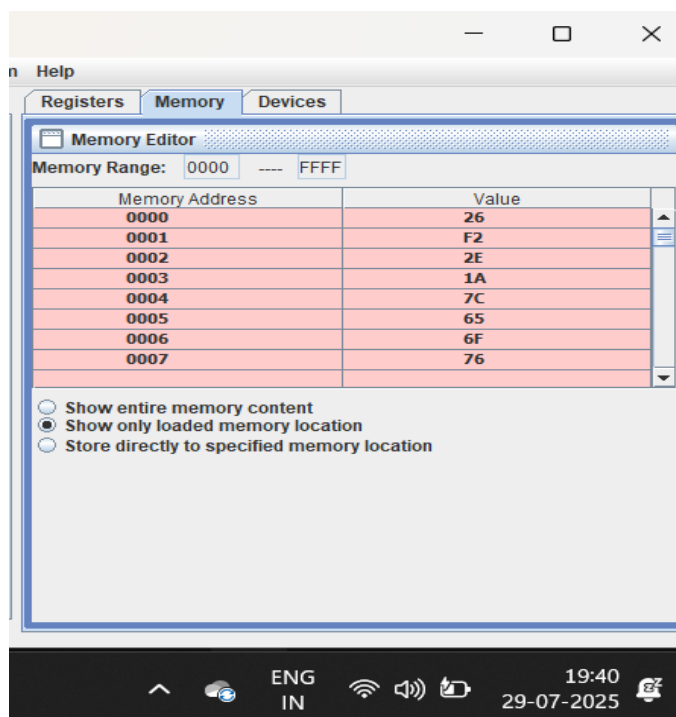 m Help
Registers Memory Devices
Memory Editor
Memory Range: 0000 ---- FFFF
Memory Address Value
0000 26
0001 F2
0002 2E
0003 1A
0004 7C
0005 65
0006 6F
0007 76
Show entire memory content
Show only loaded memory location
Store directly to specified memory location
ENG 19:40
IN 29-07-2025